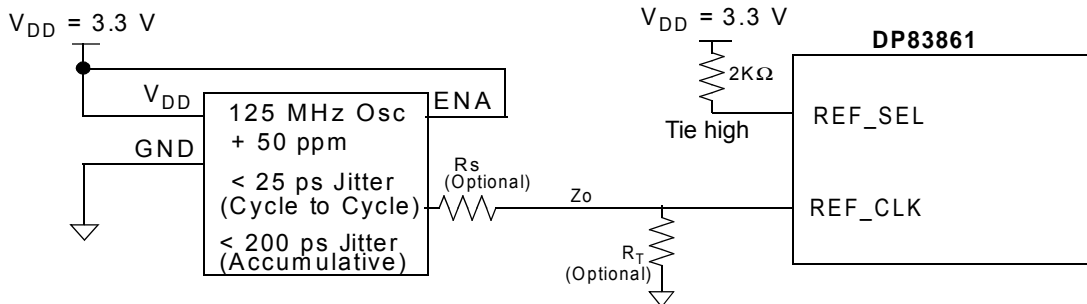 V_DD = 3.3 V
V_DD
GND
ENA
125 MHz Osc
+ 50 ppm
< 25 ps Jitter
(Cycle to Cycle)
< 200 ps Jitter
(Accumulative)
Rs
(Optional)
Zo
R_T
(Optional)
V_DD = 3.3 V
2KΩ
Tie high
DP83861
REF_SEL
REF_CLK